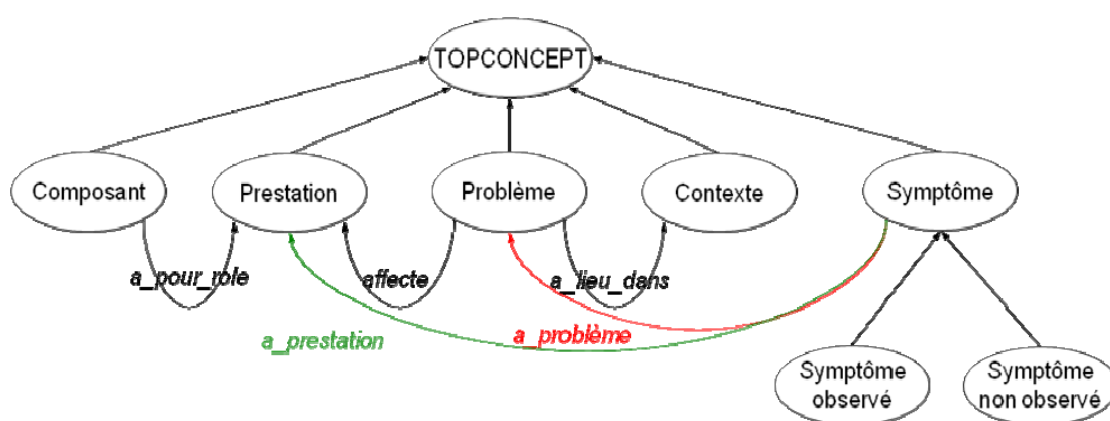 TOPCONCEPT
Composant
Prestation
Problème
Contexte
Symptôme
a_pour_role
affecte
a_lieu_dans
a_prestation
a_problème
Symptôme
observé
Symptôme
non observé